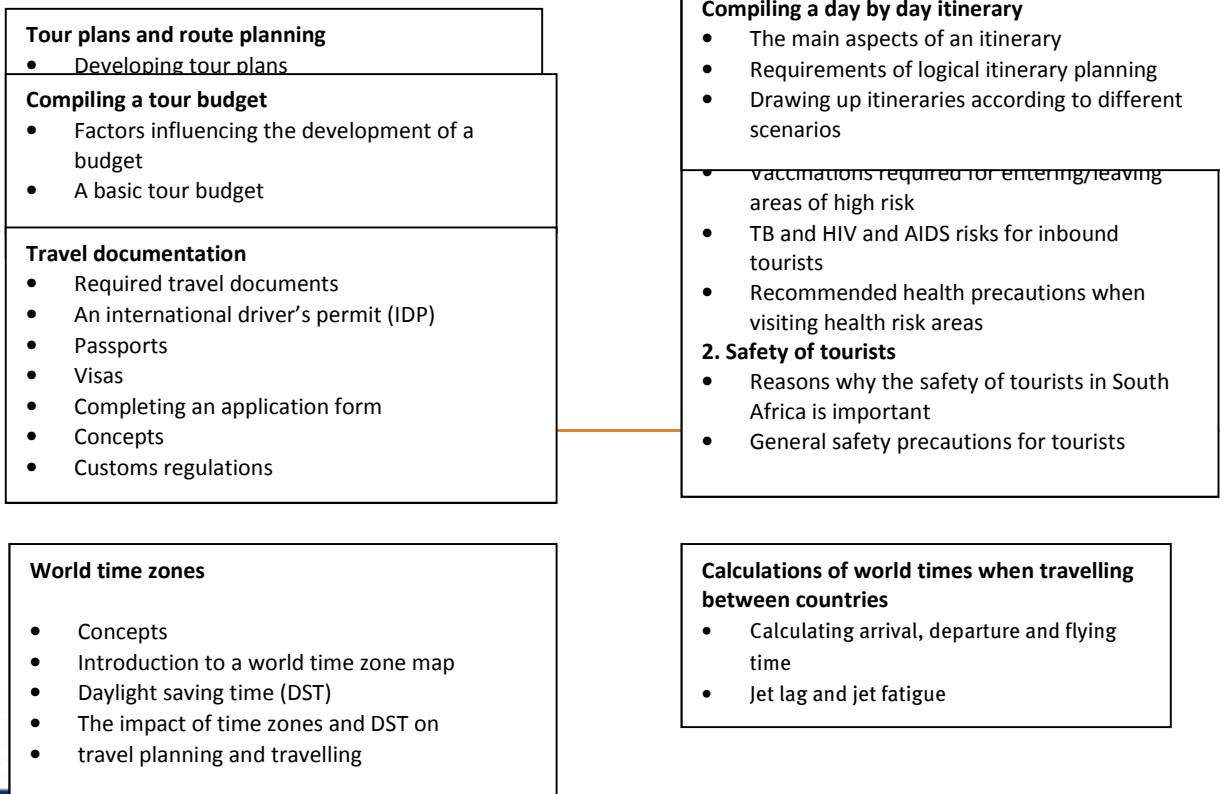 Tour plans and route planning
• Developing tour plans
Compiling a tour budget
• Factors influencing the development of a
budget
• A basic tour budget
Travel documentation
• Required travel documents
• An international driver’s permit (IDP)
• Passports
• Visas
• Completing an application form
• Concepts
• Customs regulations
Compiling a day by day itinerary
• The main aspects of an itinerary
• Requirements of logical itinerary planning
• Drawing up itineraries according to different
scenarios
• Vaccinations required for entering/leaving
areas of high risk
• TB and HIV and AIDS risks for inbound
tourists
• Recommended health precautions when
visiting health risk areas
2. Safety of tourists
• Reasons why the safety of tourists in South
Africa is important
• General safety precautions for tourists
World time zones
• Concepts
• Introduction to a world time zone map
• Daylight saving time (DST)
• The impact of time zones and DST on
• travel planning and travelling
Calculations of world times when travelling
between countries
• Calculating arrival, departure and flying
time
• Jet lag and jet fatigue